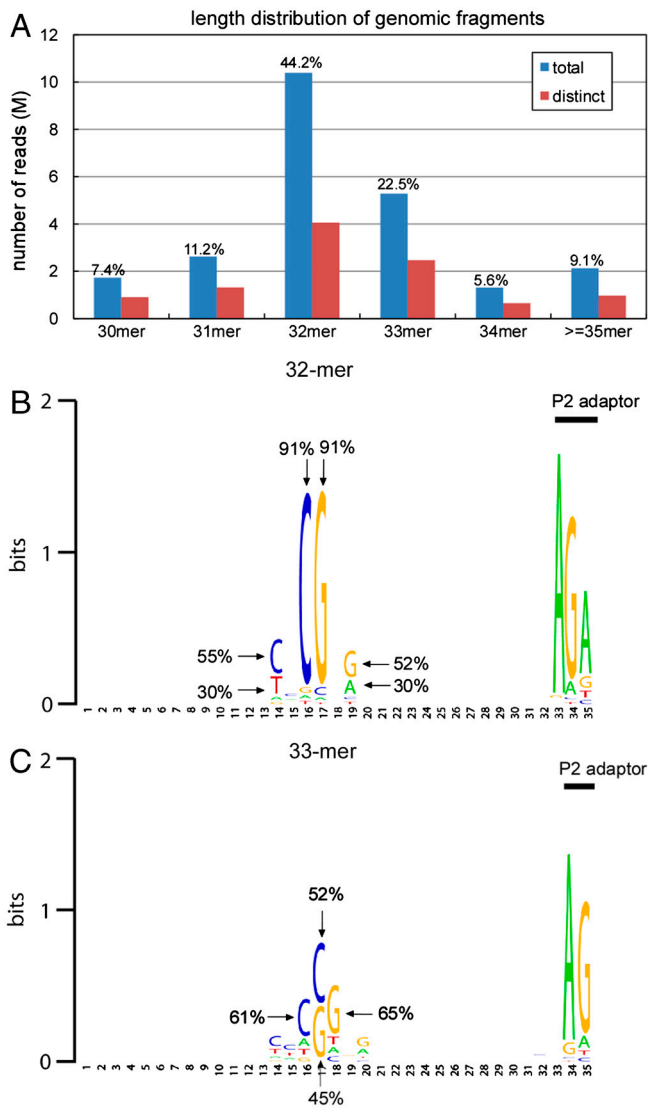 A
length distribution of genomic fragments
number of reads (M)
12
10
8
6
4
2
0
7.4%
11.2%
44.2%
22.5%
5.6%
9.1%
total
distinct
30mer
31mer
32mer
33mer
34mer
>=35mer
32-mer
B
P2 adaptor
bits
2
1
0
91%
91%
55%
30%
52%
30%
C
T
C
G
G
A
A
G
A
A
G
T
1 2 3 4 5 6 7 8 9 10 11 12 13 14 15 16 17 18 19 20 21 22 23 24 25 26 27 28 29 30 31 32 33 34 35
33-mer
C
P2 adaptor
bits
2
1
0
52%
61%
65%
45%
C
C
C
A
C
G
G
T
A
G
A
A
G
G
A
1 2 3 4 5 6 7 8 9 10 11 12 13 14 15 16 17 18 19 20 21 22 23 24 25 26 27 28 29 30 31 32 33 34 35